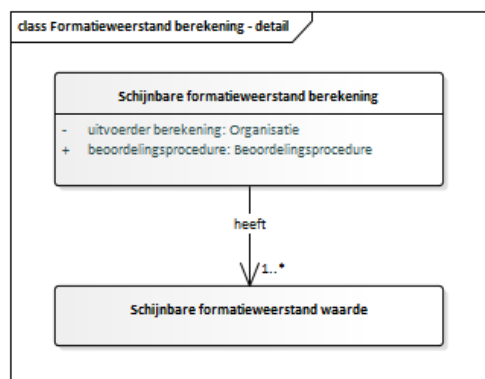 class Formatieweerstand berekening - detail
Schijnbare formatieweerstand berekening
- uitvoerder berekening: Organisatie
+ beoordelingsprocedure: Beoordelingsprocedure
heeft
1..*
Schijnbare formatieweerstand waarde